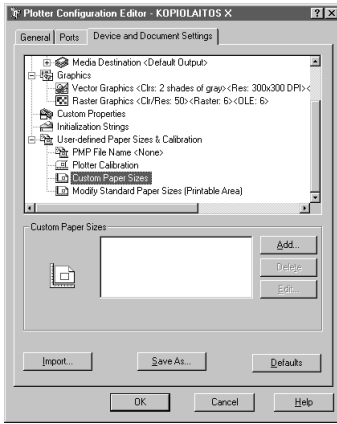 Plotter Configuration Editor - KOPIOLAITOS X
General Ports Device and Document Settings
Media Destination <Default Output>
Graphics
Vector Graphics <Clrs: 2 shades of gray><Res: 300x300 DPI><
Raster Graphics <Clr/Res: 50><Raster: 6><OLE: 6>
Custom Properties
Initialization Strings
User-defined Paper Sizes & Calibration
PMP File Name <None>
Plotter Calibration
Custom Paper Sizes
Modify Standard Paper Sizes (Printable Area)
Custom Paper Sizes
Add...
Delete
Edit...
Import... Save As... Defaults
OK Cancel Help